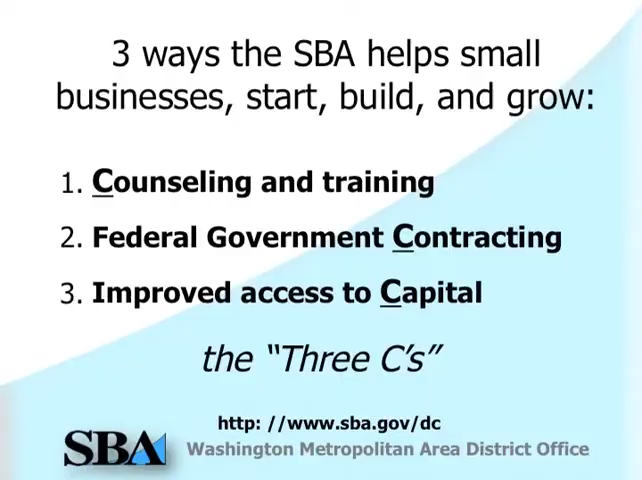 3 ways the SBA helps small
businesses, start, build, and grow:
1. Counseling and training
2. Federal Government Contracting
3. Improved access to Capital
the “Three C’s”
http: //www.sba.gov/dc
SBA
Washington Metropolitan Area District Office